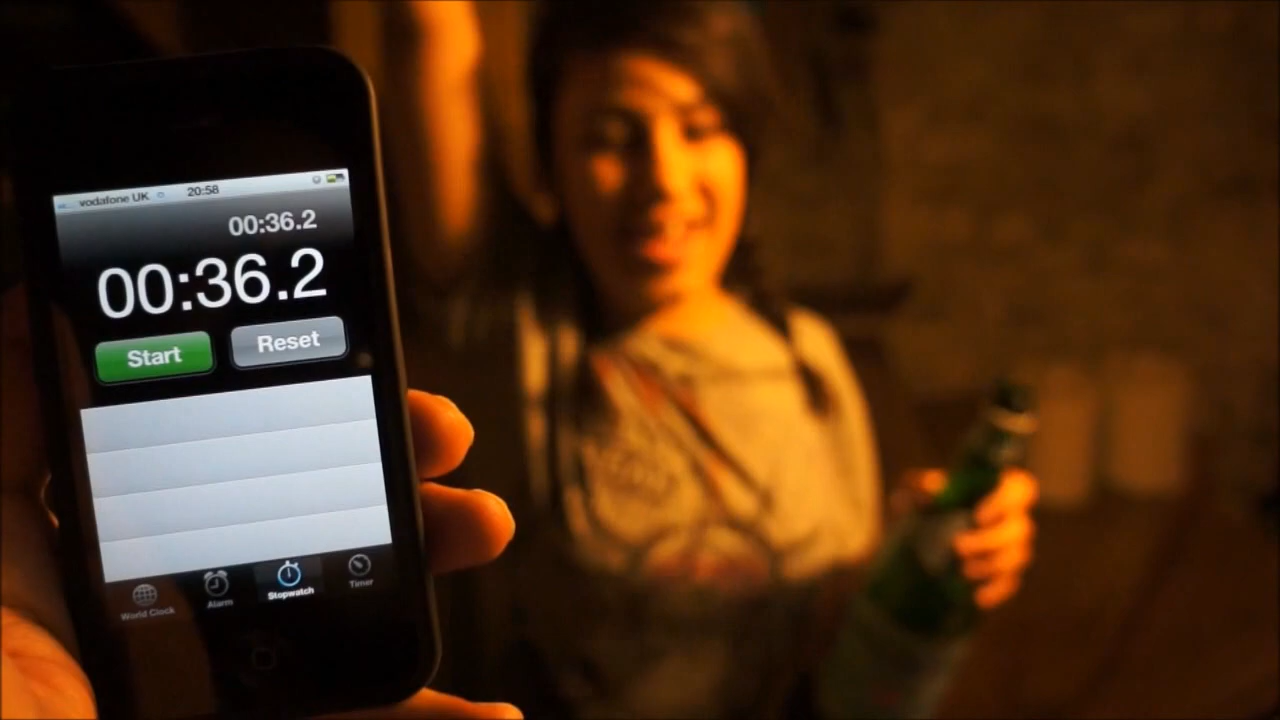 vodafone UK 20:58
00:36.2
00:36.2
Start Reset
World Clock Alarm Stopwatch Timer